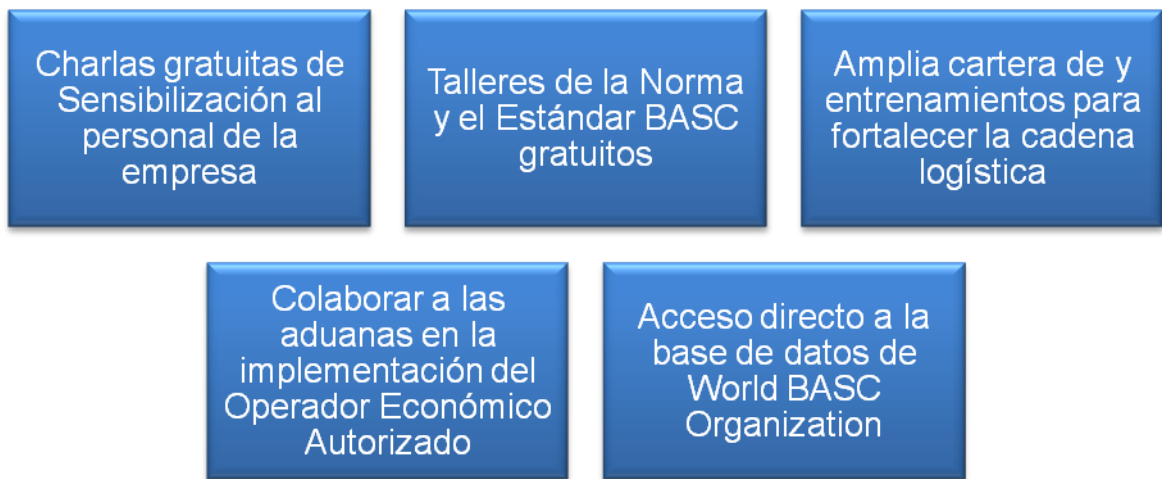 Charlas gratuitas de
Sensibilización al
personal de la
empresa
Talleres de la Norma
y el Estándar BASC
gratuitos
Amplia cartera de y
entrenamientos para
fortalecer la cadena
logística
Colaborar a las
aduanas en la
implementación del
Operador Económico
Autorizado
Acceso directo a la
base de datos de
World BASC
Organization